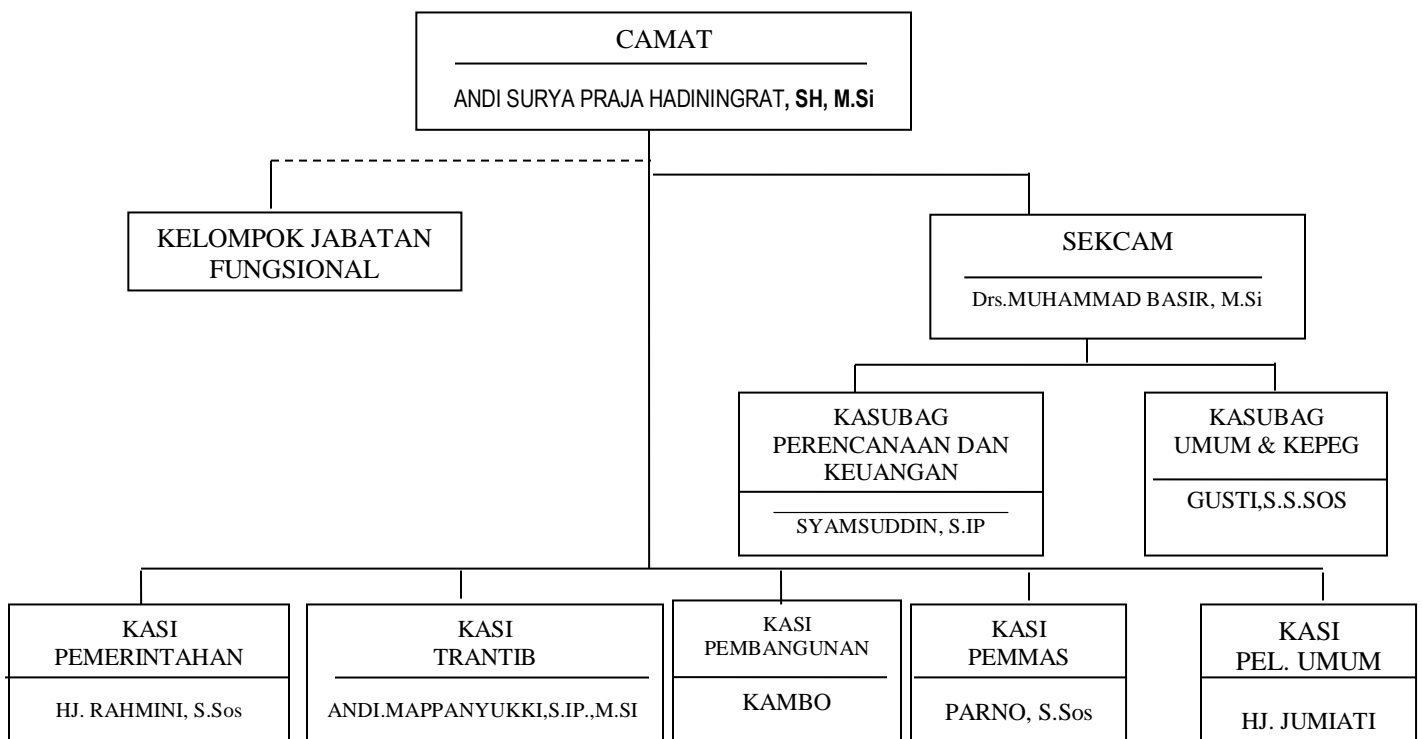 CAMAT
ANDI SURYA PRAJA HADININGRAT, SH, M.Si
KELOMPOK JABATAN
FUNGSIONAL
SEKCAM
Drs.MUHAMMAD BASIR, M.Si
KASUBAG
PERENCANAAN DAN
KEUANGAN
SYAMSUDDIN, S.IP
KASUBAG
UMUM & KEPEG
GUSTI,S.S.SOS
KASI
PEMERINTAHAN
HJ. RAHMINI, S.Sos
KASI
TRANTIB
ANDI.MAPPANYUKKI,S.IP.,M.SI
KASI
PEMBANGUNAN
KAMBO
KASI
PEMMAS
PARNO, S.Sos
KASI
PEL. UMUM
HJ. JUMIATI